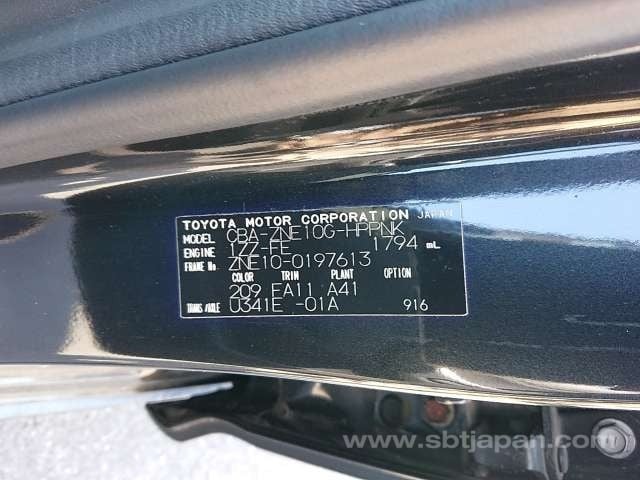 TOYOTA MOTOR CORPORATION JAPAN
MODEL CBA-ZNE10G-HPPNK
ENGINE 1ZZ-FE 1794 mL
FRAME No. ZNE10-0197613
COLOR TRIM PLANT OPTION
209 FA11 A41
TRANS./AXLE U341E -01A 916
www.sbtjapan.com